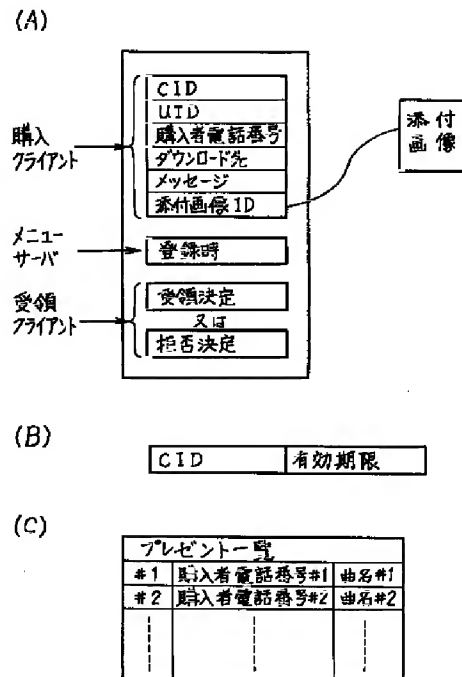 (A)
CID
UTD
購入者電話番号
ダウンロード先
メッセージ
添付画像ID
購入
クライアント
添付
画像
メニュー
サーバ
登録時
受領
クライアント
受領決定
又は
拒否決定
(B)
CID 有効期限
(C)
プレゼント一覧
#1 購入者電話番号#1 曲名#1
#2 購入者電話番号#2 曲名#2